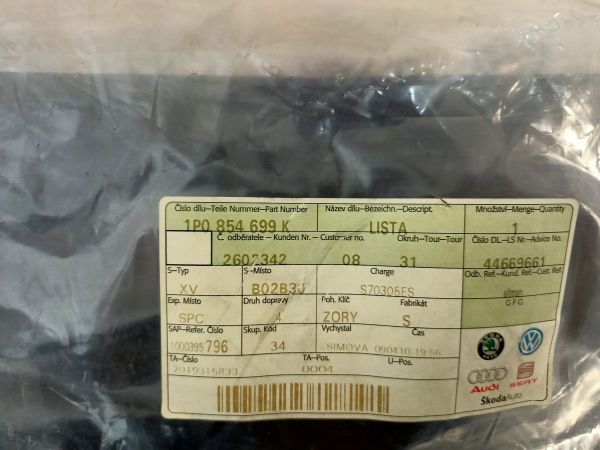 Číslo dílu–Teile Nummer–Part Number Název dílu–Bezeichn.–Descript. Množství–Menge–Quantity
1P0 854 699 K LISTA 1
Č. odběratele – Kunden Nr.– Customer no. Okruh–Tour–Tour Číslo DL–LS Nr.–Advice No.
2602342 08 31 44669661
S–Typ S–Místo Charge Odb. Ref.–Kund. Ref.–Cust. Ref.
XV B02B3J S70305ES altman
Exp. Místo Druh dopravy Poh. Klíč Fabrikát GFG
SPC 4 ZORY S
SAP–Refer. Číslo Skup. Kód Vychystal Čas
1000395796 34 SIMOVA 090410 19:56
TA–Číslo TA–Pos. U–Pos.
2019315833 0004
Audi SEAT
ŠkodaAuto